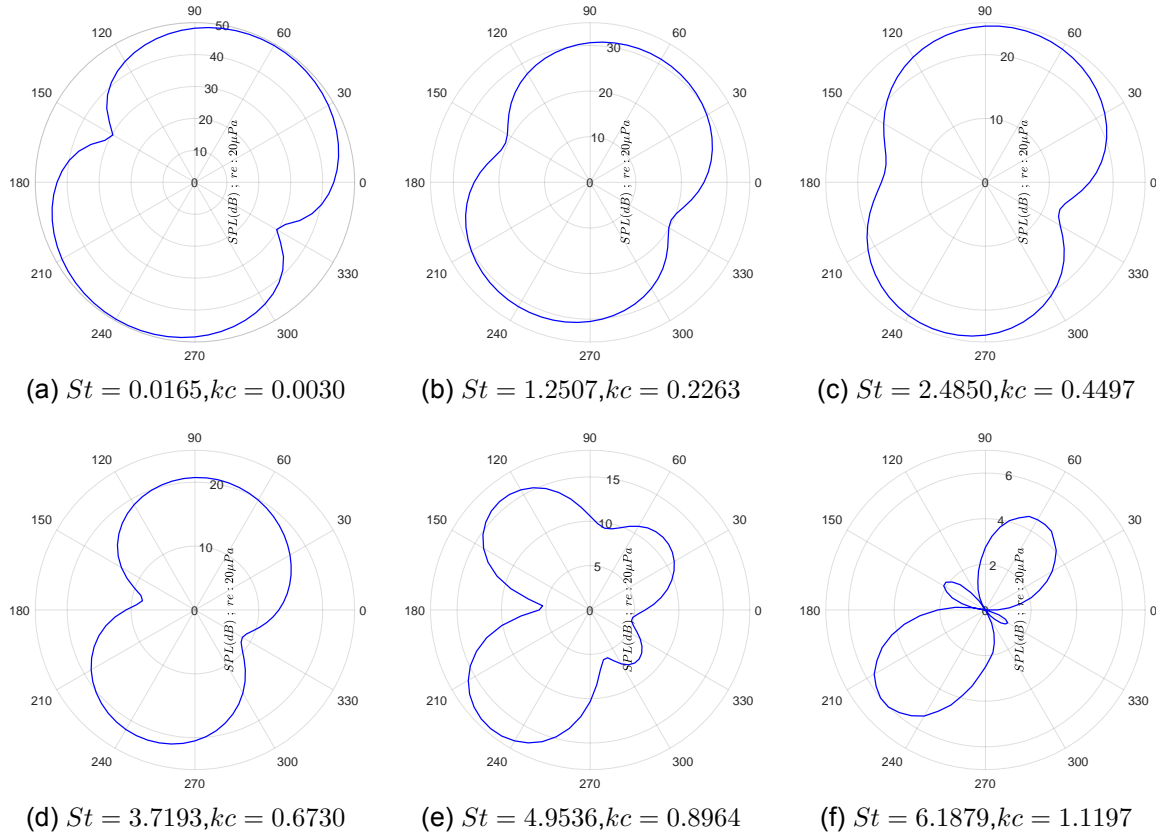 90
120 50 60
40
150 30 30
20
10
180 0 0
210 330
240 300
270
SPL(dB) ; re : 20μPa
(a) St = 0.0165,kc = 0.0030
90
120 30 60
150 20 30
10
180 0 0
210 330
240 300
270
SPL(dB) ; re : 20μPa
(b) St = 1.2507,kc = 0.2263
90
120 20 60
150 10 30
180 0 0
210 330
240 300
270
SPL(dB) ; re : 20μPa
(c) St = 2.4850,kc = 0.4497
90
120 20 60
150 10 30
180 0 0
210 330
240 300
270
SPL(dB) ; re : 20μPa
(d) St = 3.7193,kc = 0.6730
90
120 15 60
150 10 30
5
180 0 0
210 330
240 300
270
SPL(dB) ; re : 20μPa
(e) St = 4.9536,kc = 0.8964
90
120 6 60
150 4 30
2
180 0 0
210 330
240 300
270
SPL(dB) ; re : 20μPa
(f) St = 6.1879,kc = 1.1197